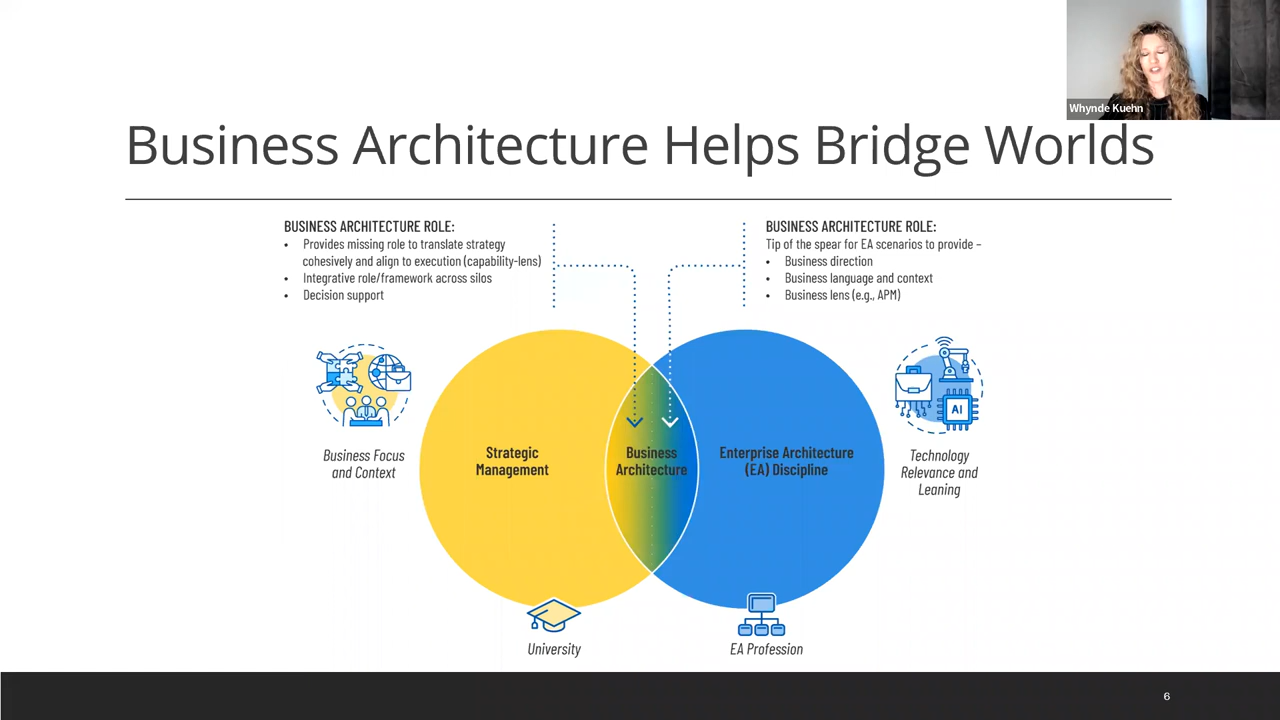 Whynde Kuehn
Business Architecture Helps Bridge Worlds
BUSINESS ARCHITECTURE ROLE:
• Provides missing role to translate strategy
cohesively and align to execution (capability-lens)
• Integrative role/framework across silos
• Decision support
BUSINESS ARCHITECTURE ROLE:
Tip of the spear for EA scenarios to provide –
• Business direction
• Business language and context
• Business lens (e.g., APM)
Business Focus
and Context
Strategic
Management
Business
Architecture
Enterprise Architecture
(EA) Discipline
AI
Technology
Relevance and
Leaning
University
EA Profession
6